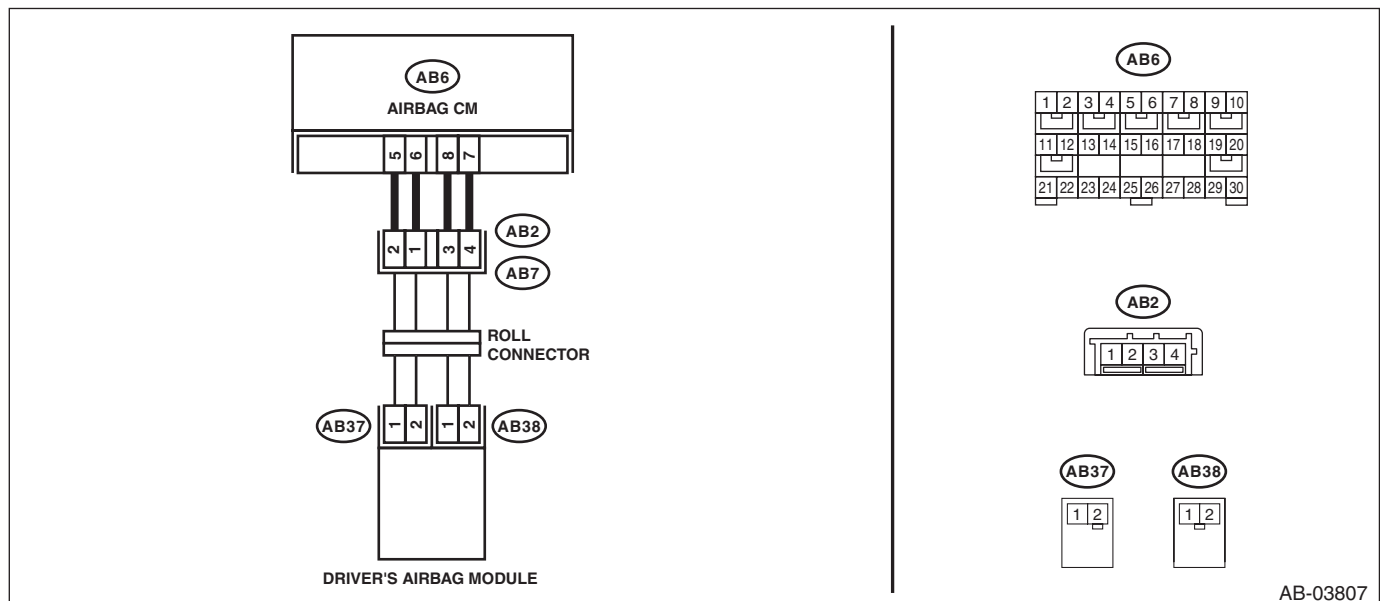 AB6
AIRBAG CM
5 6 8 7
2 1 3 4
AB2
AB7
ROLL
CONNECTOR
AB37
1 2
1 2
AB38
DRIVER'S AIRBAG MODULE
AB6
1 2 3 4 5 6 7 8 9 10
11 12 13 14 15 16 17 18 19 20
21 22 23 24 25 26 27 28 29 30
AB2
1 2 3 4
AB37
1 2
AB38
1 2
AB-03807